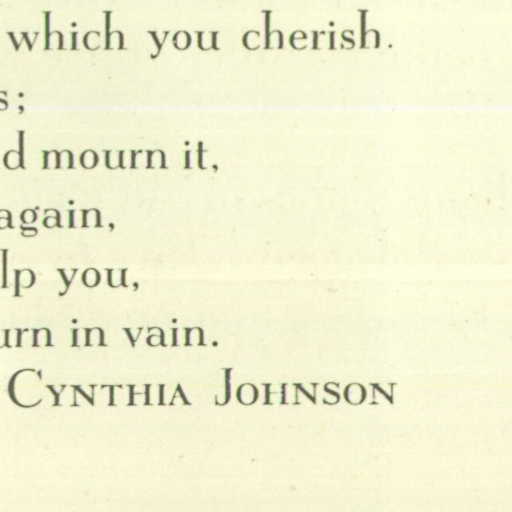 which you cherish.
s;
d mourn it,
again,
lp you,
urn in vain.
CYNTHIA JOHNSON